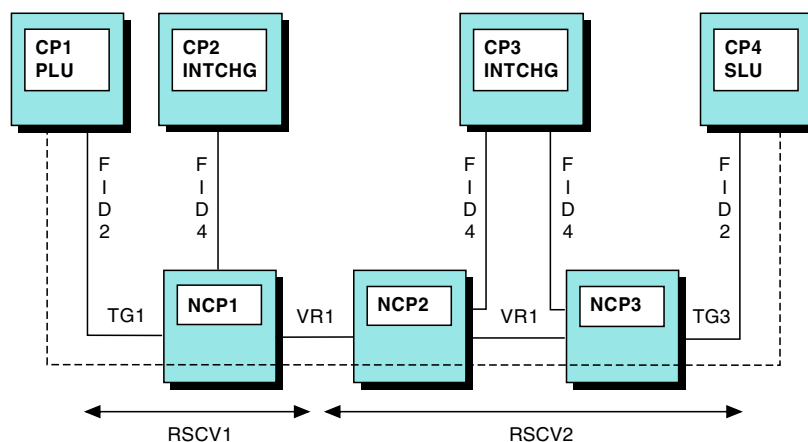 CP1
PLU
CP2
INTCHG
CP3
INTCHG
CP4
SLU
F
I
D
2
F
I
D
4
F
I
D
4
F
I
D
4
F
I
D
2
TG1
NCP1
VR1
NCP2
VR1
NCP3
TG3
RSCV1
RSCV2